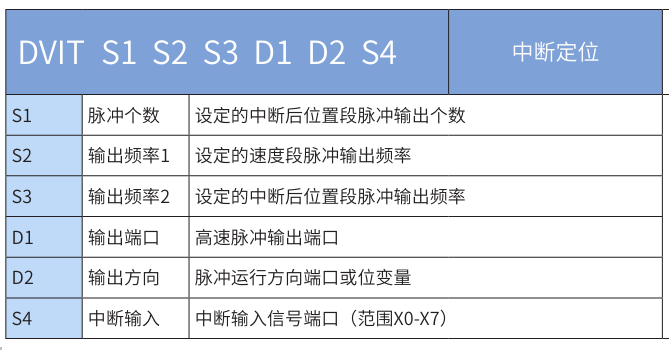 DVIT S1 S2 S3 D1 D2 S4 中断定位
S1 脉冲个数 设定的中断后位置段脉冲输出个数
S2 输出频率1 设定的速度段脉冲输出频率
S3 输出频率2 设定的中断后位置段脉冲输出频率
D1 输出端口 高速脉冲输出端口
D2 输出方向 脉冲运行方向端口或位变量
S4 中断输入 中断输入信号端口（范围X0-X7）